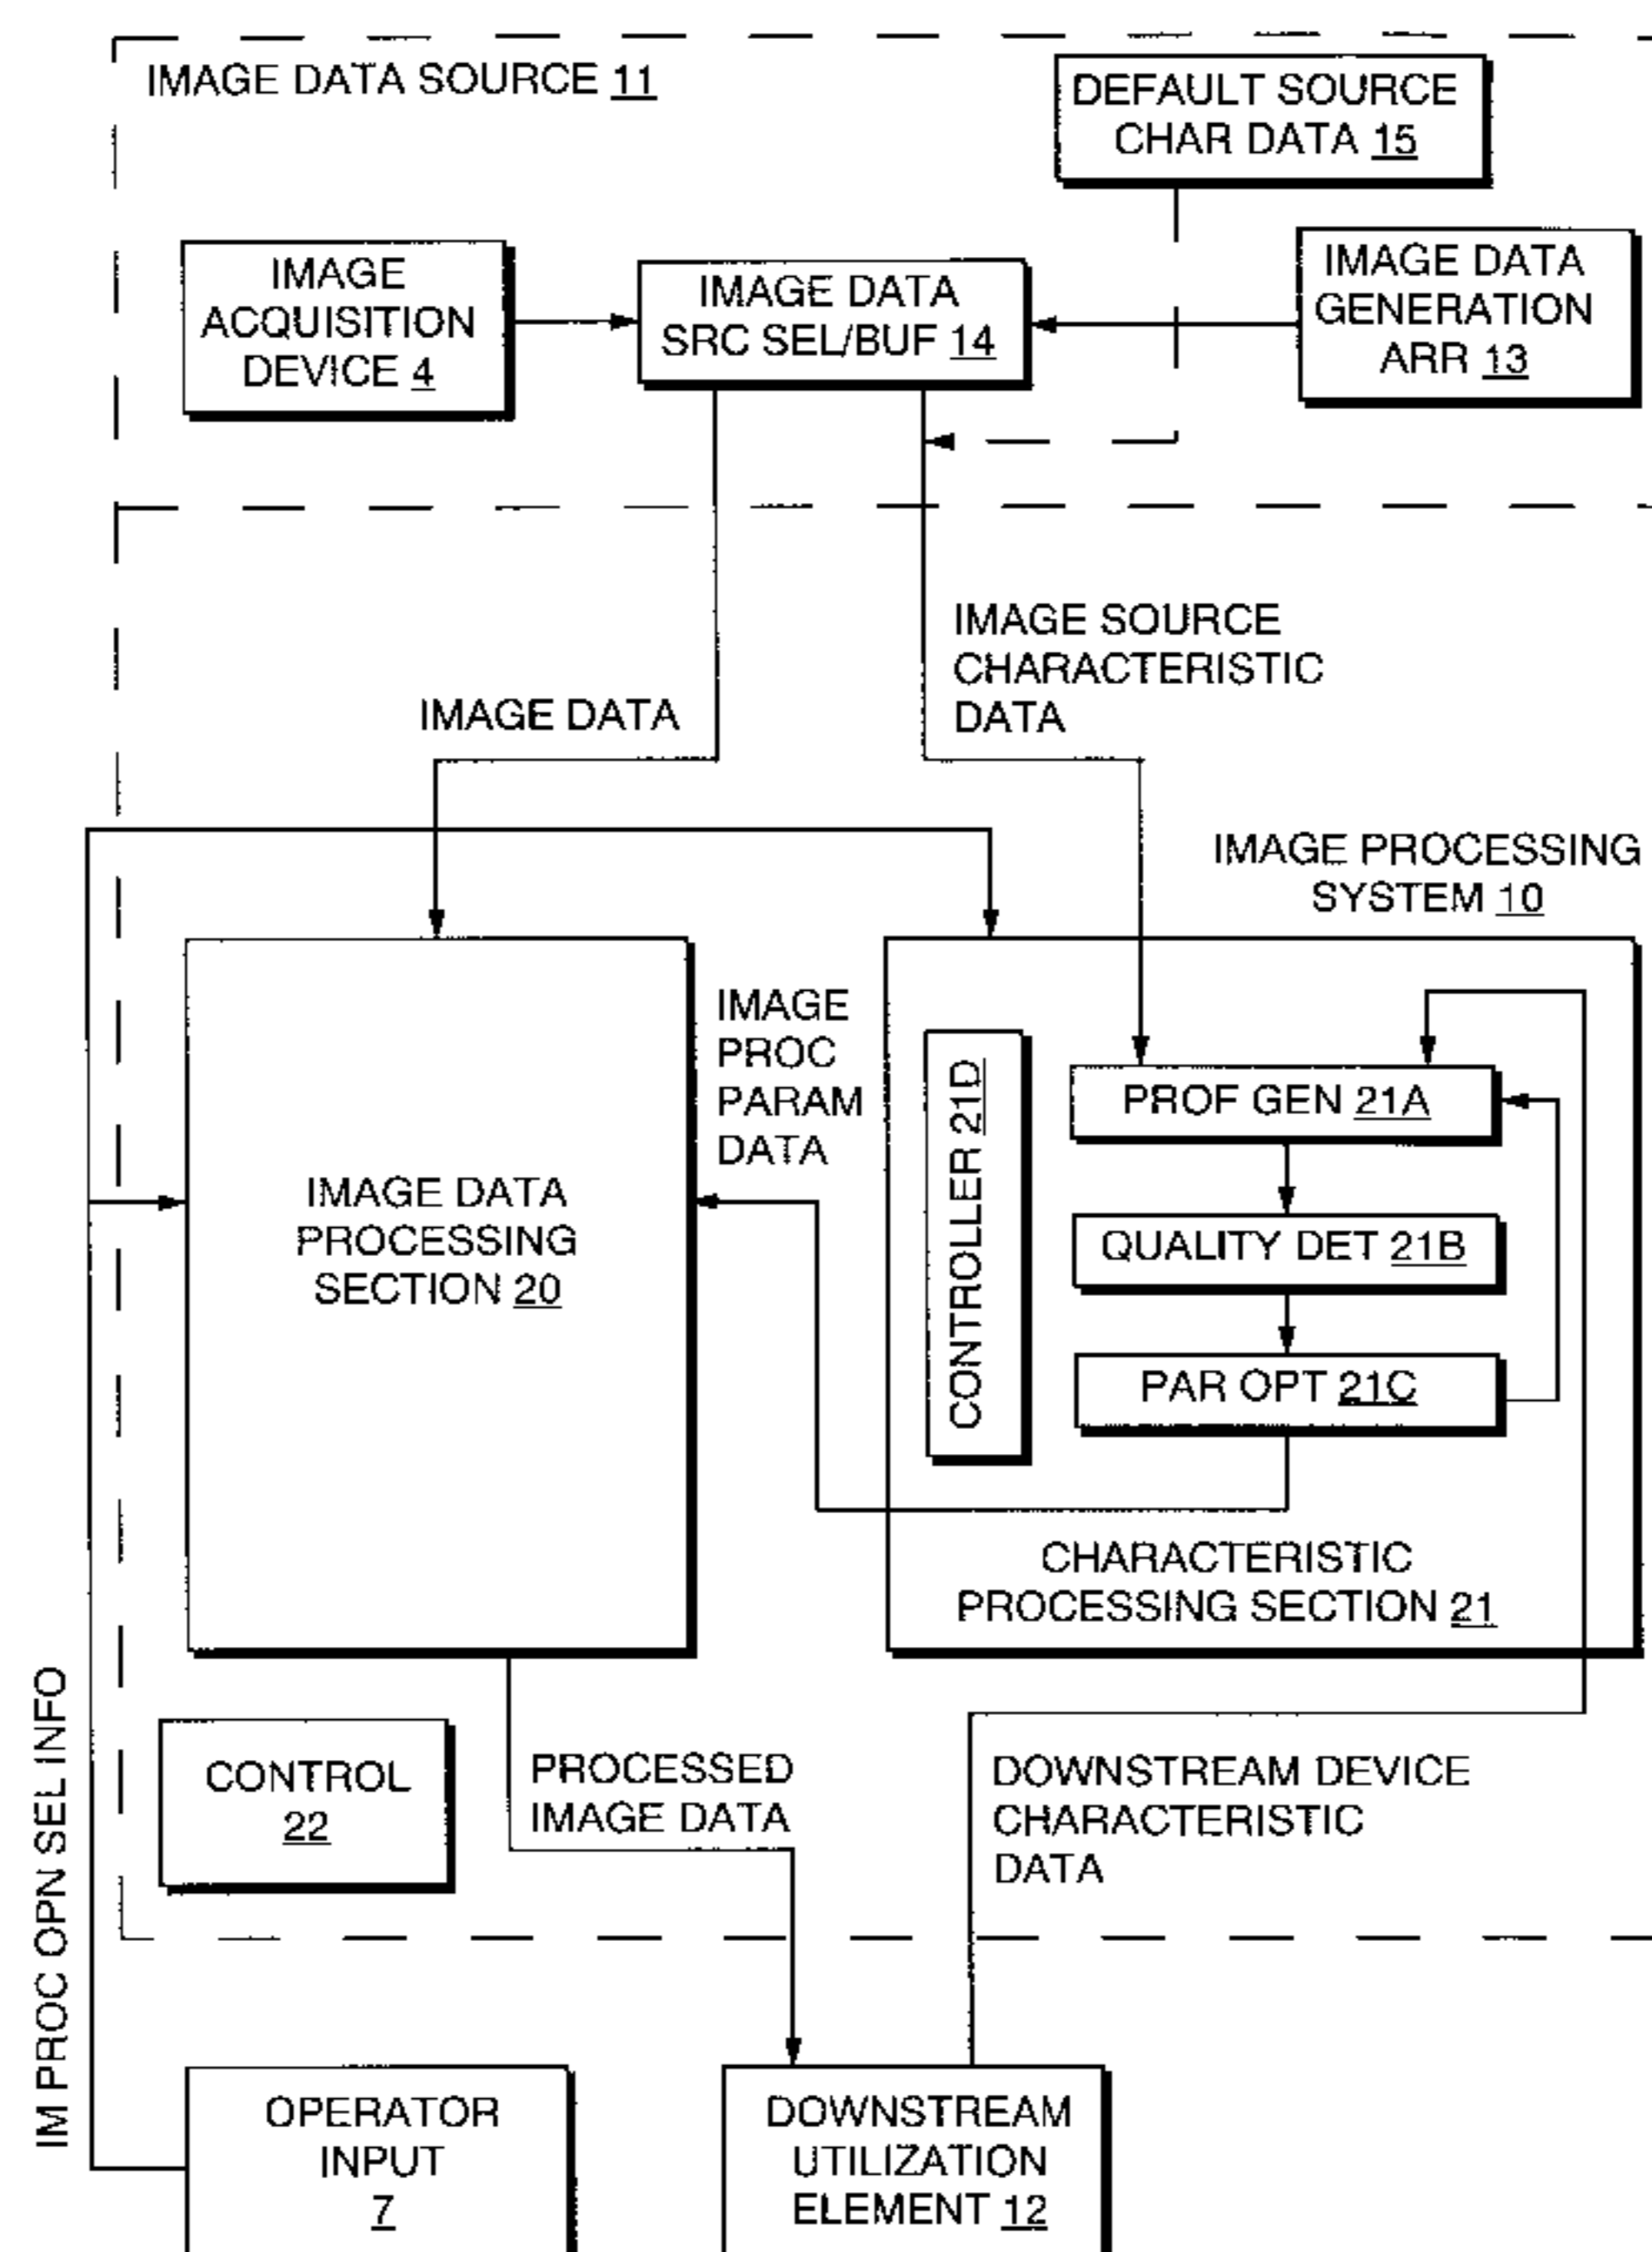 IMAGE DATA SOURCE 11
DEFAULT SOURCE
CHAR DATA 15
IMAGE
ACQUISITION
DEVICE 4
IMAGE DATA
SRC SEL/BUF 14
IMAGE DATA
GENERATION
ARR 13
IMAGE SOURCE
CHARACTERISTIC
DATA
IMAGE DATA
IMAGE PROCESSING
SYSTEM 10
IMAGE
PROC
PARAM
DATA
CONTROLLER 21D
PROF GEN 21A
QUALITY DET 21B
PAR OPT 21C
IMAGE DATA
PROCESSING
SECTION 20
CHARACTERISTIC
PROCESSING SECTION 21
IM PROC OPN SEL INFO
CONTROL
22
PROCESSED
IMAGE DATA
DOWNSTREAM DEVICE
CHARACTERISTIC
DATA
OPERATOR
INPUT
7
DOWNSTREAM
UTILIZATION
ELEMENT 12